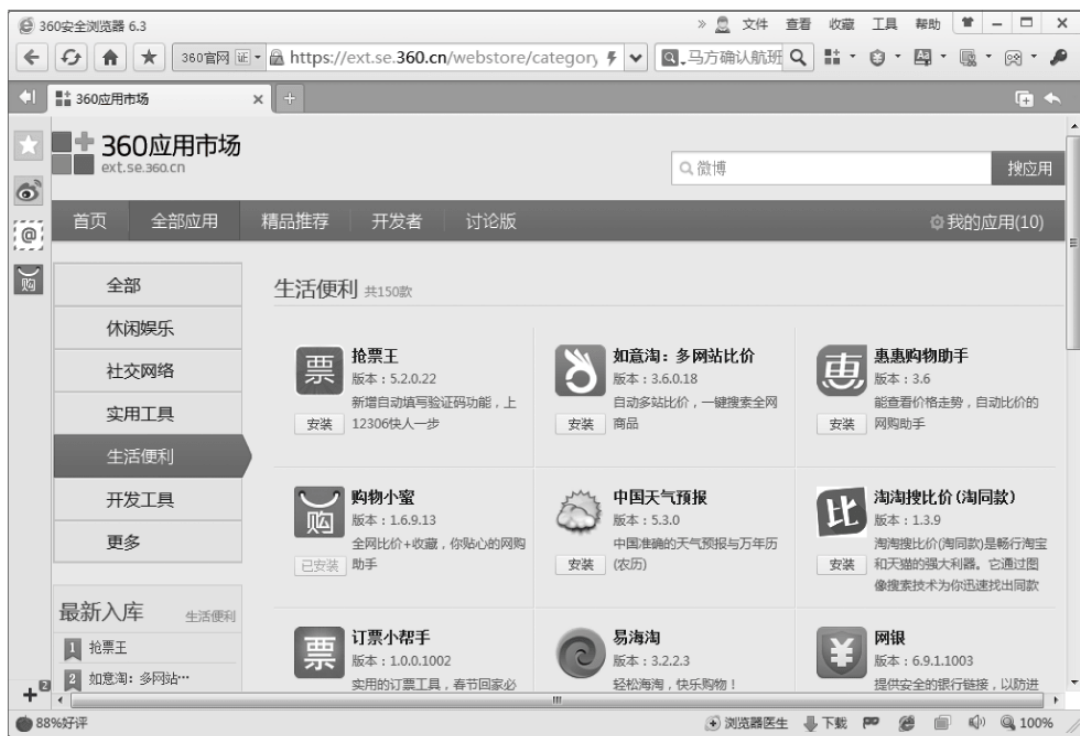 360安全浏览器 6.3
» 文件 查看 收藏 工具 帮助
360官网 证 https://ext.se.360.cn/webstore/category 马方确认航班
360应用市场
360应用市场
ext.se.360.cn
微博 搜应用
首页 全部应用 精品推荐 开发者 讨论版 我的应用(10)
@
购
全部
休闲娱乐
社交网络
实用工具
生活便利
开发工具
更多
生活便利 共150款
票 抢票王
版本：5.2.0.22
新增自动填写验证码功能，上
12306快人一步
安装
如意淘：多网站比价
版本：3.6.0.18
自动多站比价，一键搜索全网
商品
安装
惠 惠惠购物助手
版本：3.6
能查看价格走势，自动比价的
网购助手
安装
购 购物小蜜
版本：1.6.9.13
全网比价+收藏，你贴心的网购
助手
已安装
中国天气预报
版本：5.3.0
中国准确的天气预报与万年历
(农历)
安装
比 淘淘搜比价(淘同款)
版本：1.3.9
淘淘搜比价(淘同款)是畅行淘宝
和天猫的强大利器。它通过图
像搜索技术为你迅速找出同款
安装
票 订票小帮手
版本：1.0.0.1002
实用的订票工具，春节回家必
易海淘
版本：3.2.2.3
轻松海淘，快乐购物！
¥ 网银
版本：6.9.1.1003
提供安全的银行链接，以防进
最新入库 生活便利
1 抢票王
2 如意淘：多网站…
2
88%好评 浏览器医生 下载 100%